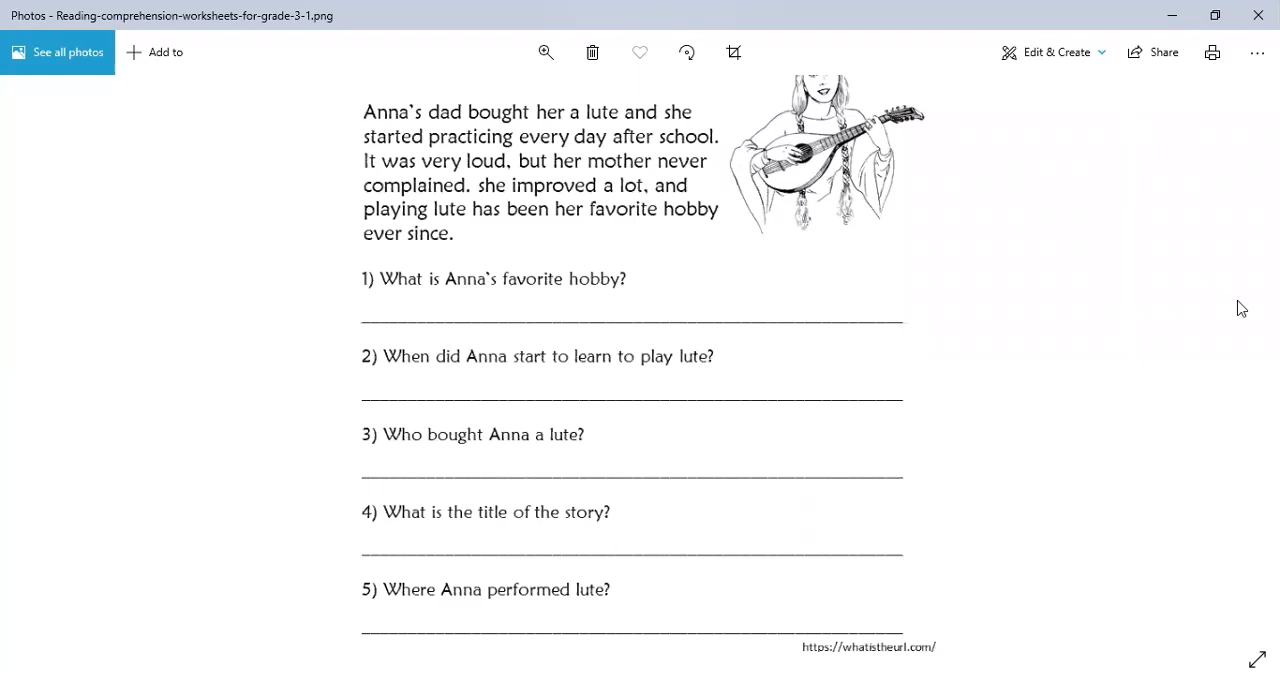 Photos - Reading-comprehension-worksheets-for-grade-3-1.png
See all photos
Add to
Edit & Create
Share
Anna's dad bought her a lute and she
started practicing every day after school.
It was very loud, but her mother never
complained. she improved a lot, and
playing lute has been her favorite hobby
ever since.
1) What is Anna's favorite hobby?
2) When did Anna start to learn to play lute?
3) Who bought Anna a lute?
4) What is the title of the story?
5) Where Anna performed lute?
https://whatistheurl.com/